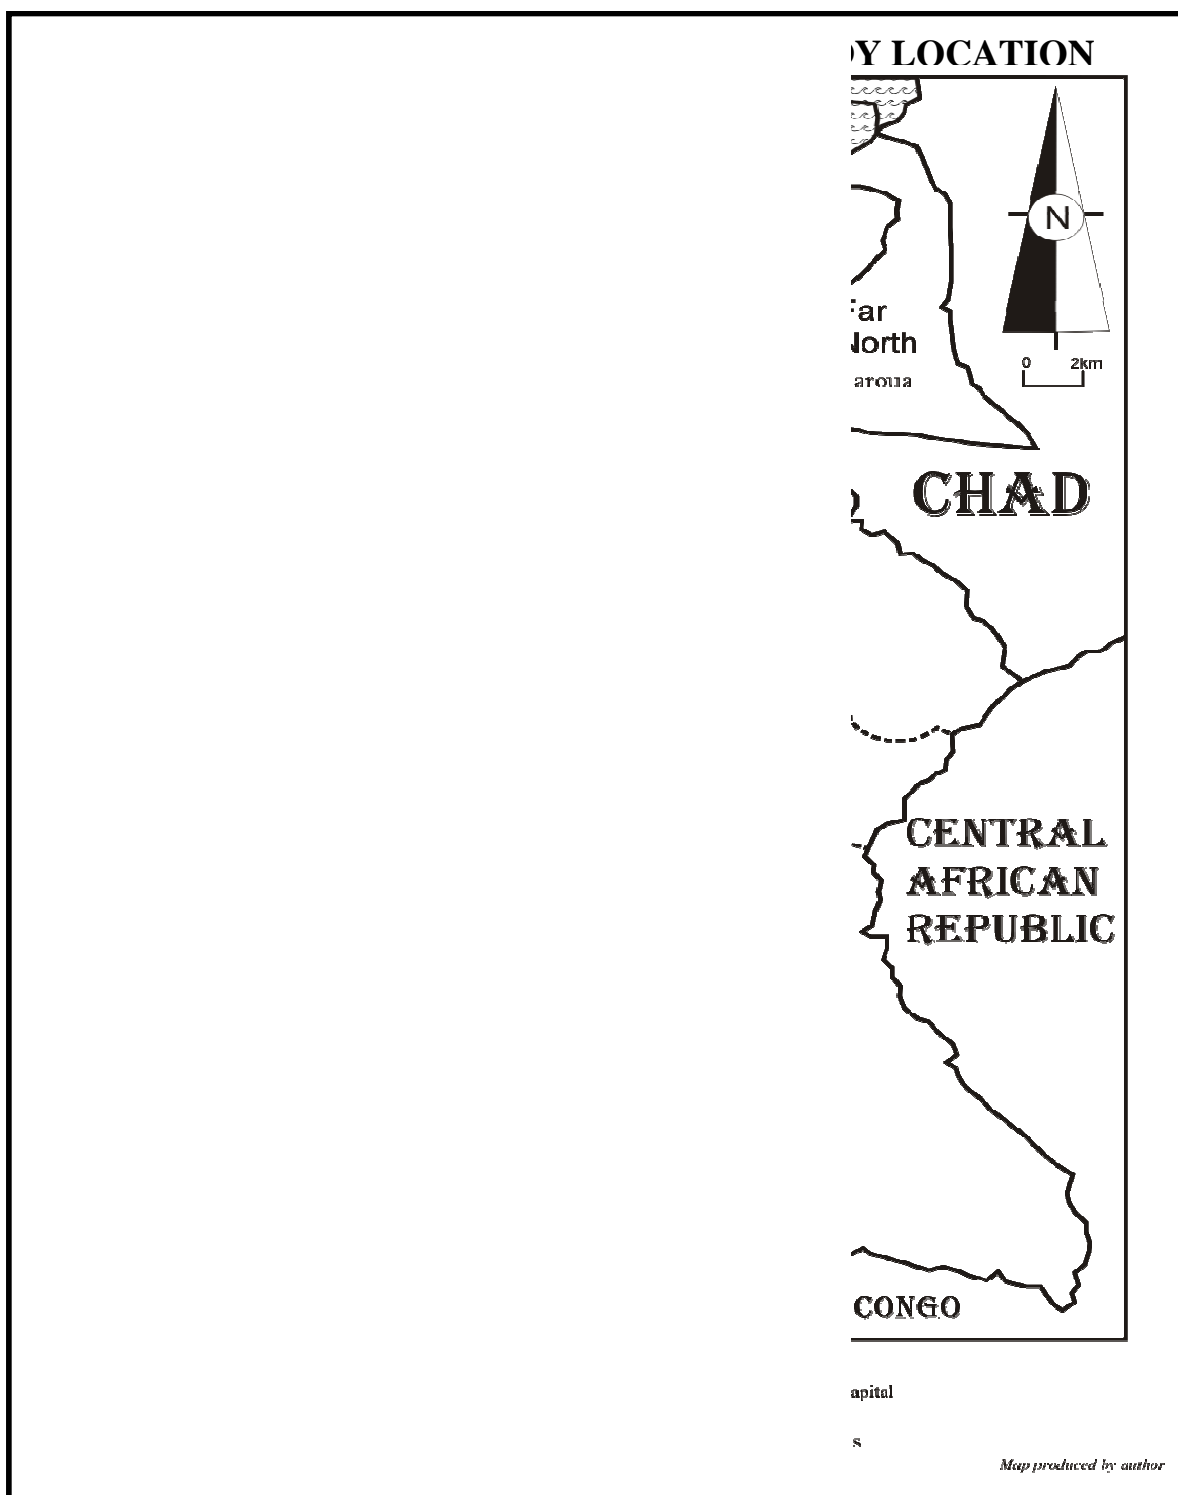 Y LOCATION
N
Far
North
0 2km
aroua
CHAD
CENTRAL
AFRICAN
REPUBLIC
CONGO
apital
s
Map produced by author